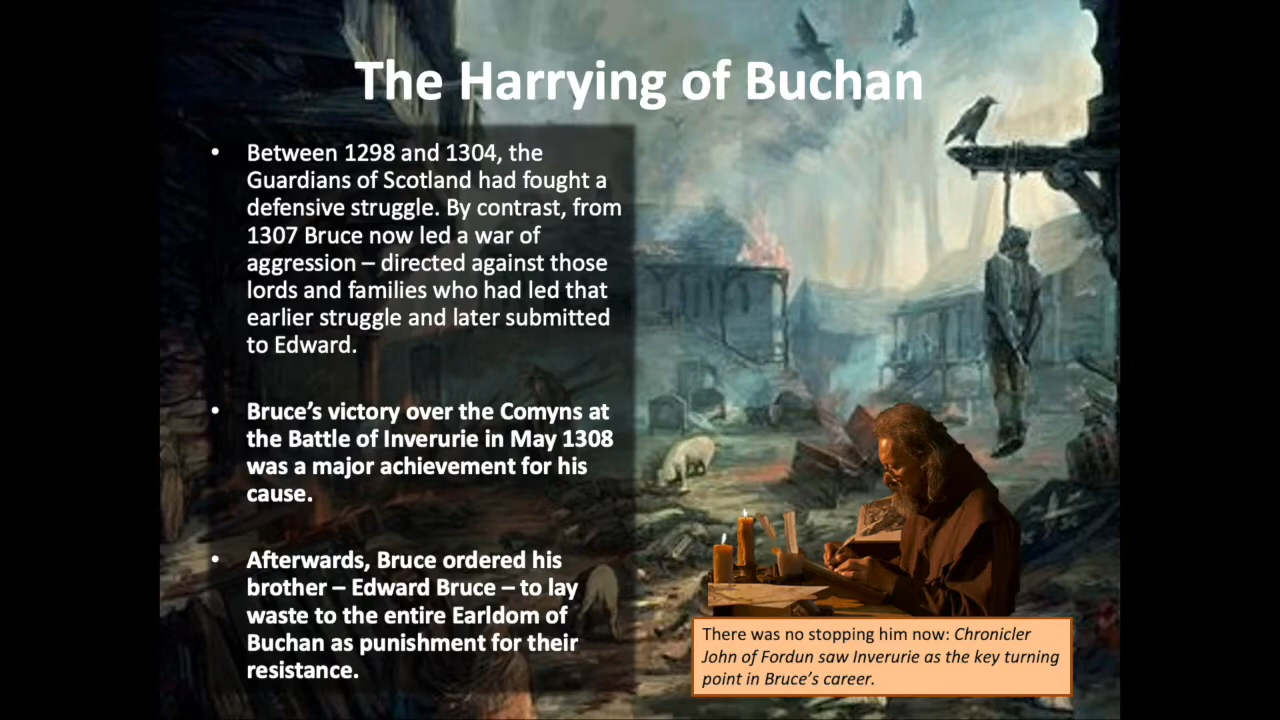 The Harrying of Buchan
• Between 1298 and 1304, the
Guardians of Scotland had fought a
defensive struggle. By contrast, from
1307 Bruce now led a war of
aggression – directed against those
lords and families who had led that
earlier struggle and later submitted
to Edward.
• Bruce’s victory over the Comyns at
the Battle of Inverurie in May 1308
was a major achievement for his
cause.
• Afterwards, Bruce ordered his
brother – Edward Bruce – to lay
waste to the entire Earldom of
Buchan as punishment for their
resistance.
There was no stopping him now: Chronicler
John of Fordun saw Inverurie as the key turning
point in Bruce’s career.